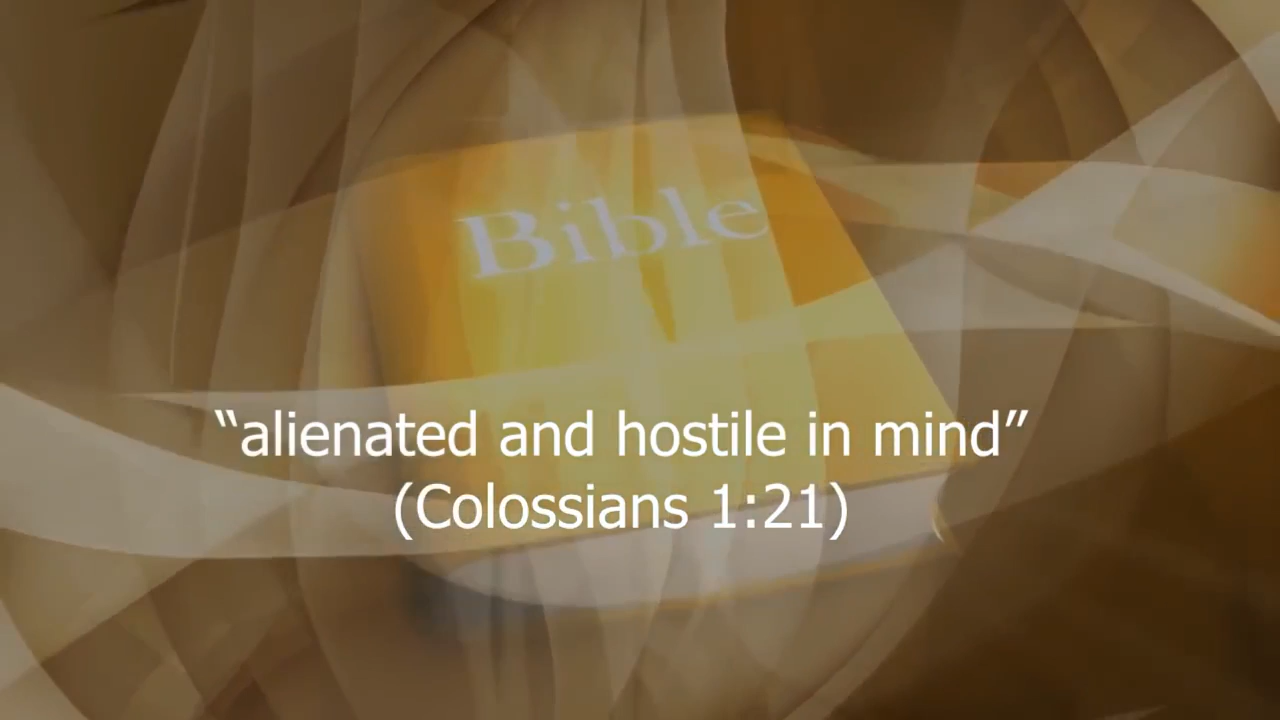 Bible
“alienated and hostile in mind”
(Colossians 1:21)